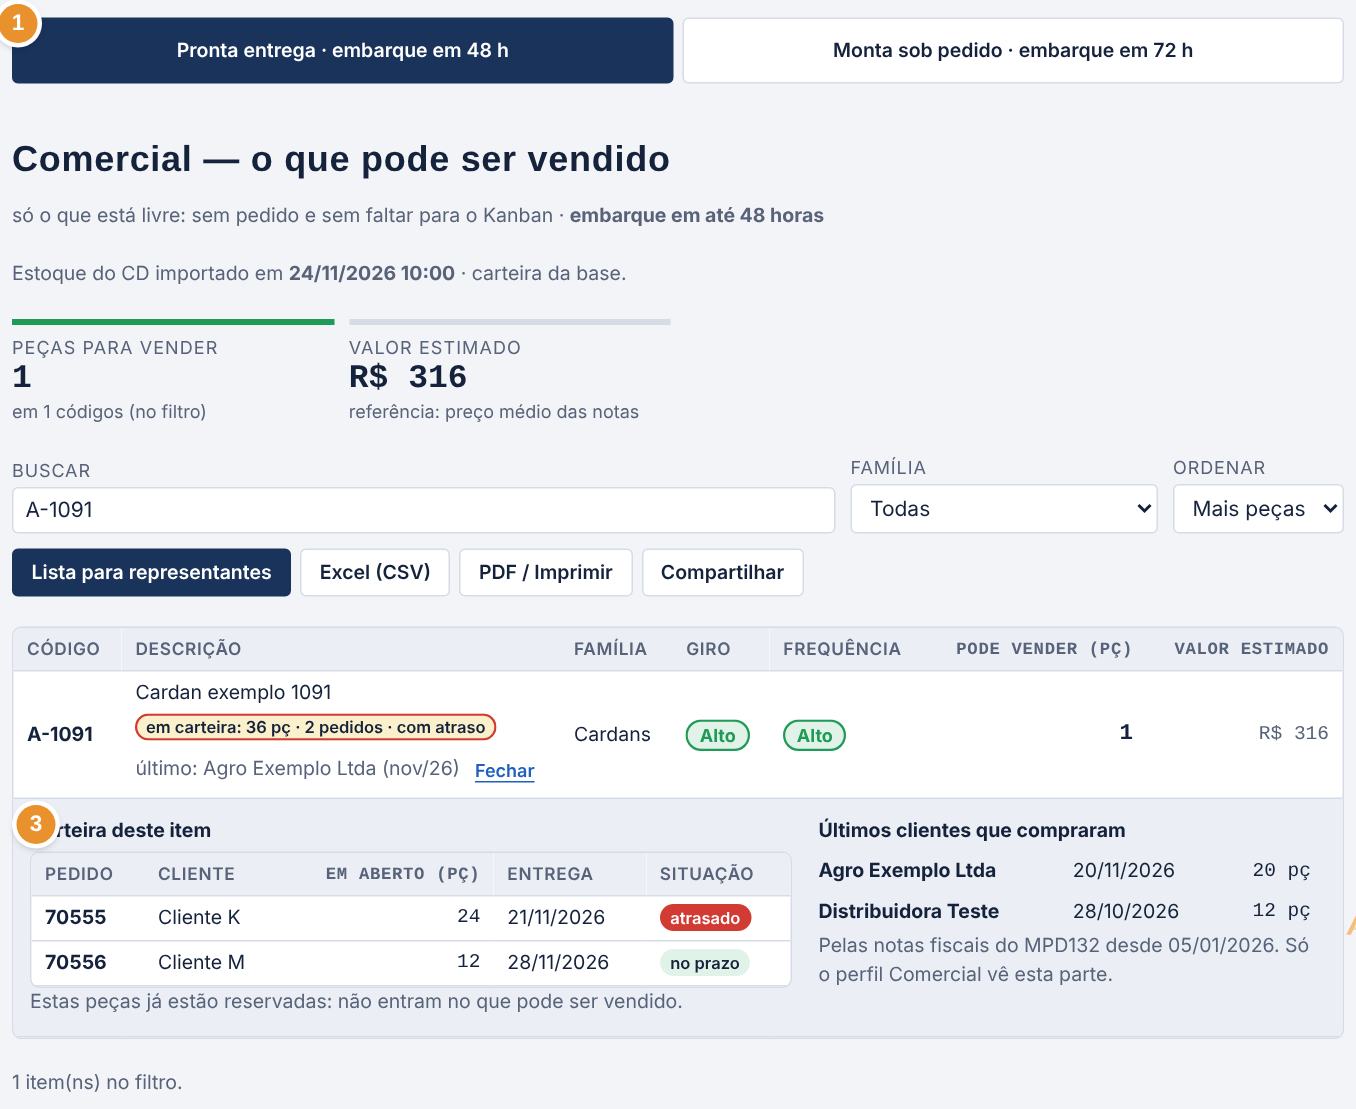 1
Pronta entrega · embarque em 48 h
Monta sob pedido · embarque em 72 h
Comercial — o que pode ser vendido
só o que está livre: sem pedido e sem faltar para o Kanban · embarque em até 48 horas
Estoque do CD importado em 24/11/2026 10:00 · carteira da base.
PEÇAS PARA VENDER
1
em 1 códigos (no filtro)
VALOR ESTIMADO
R$ 316
referência: preço médio das notas
BUSCAR
A-1091
FAMÍLIA
Todas
ORDENAR
Mais peças
Lista para representantes
Excel (CSV)
PDF / Imprimir
Compartilhar
CÓDIGO DESCRIÇÃO FAMÍLIA GIRO FREQUÊNCIA PODE VENDER (PÇ) VALOR ESTIMADO
Cardan exemplo 1091
em carteira: 36 pç · 2 pedidos · com atraso
A-1091 Cardans Alto Alto 1 R$ 316
último: Agro Exemplo Ltda (nov/26) Fechar
3
rteira deste item
PEDIDO CLIENTE EM ABERTO (PÇ) ENTREGA SITUAÇÃO
70555 Cliente K 24 21/11/2026 atrasado
70556 Cliente M 12 28/11/2026 no prazo
Estas peças já estão reservadas: não entram no que pode ser vendido.
Últimos clientes que compraram
Agro Exemplo Ltda 20/11/2026 20 pç
Distribuidora Teste 28/10/2026 12 pç
Pelas notas fiscais do MPD132 desde 05/01/2026. Só
o perfil Comercial vê esta parte.
1 item(ns) no filtro.